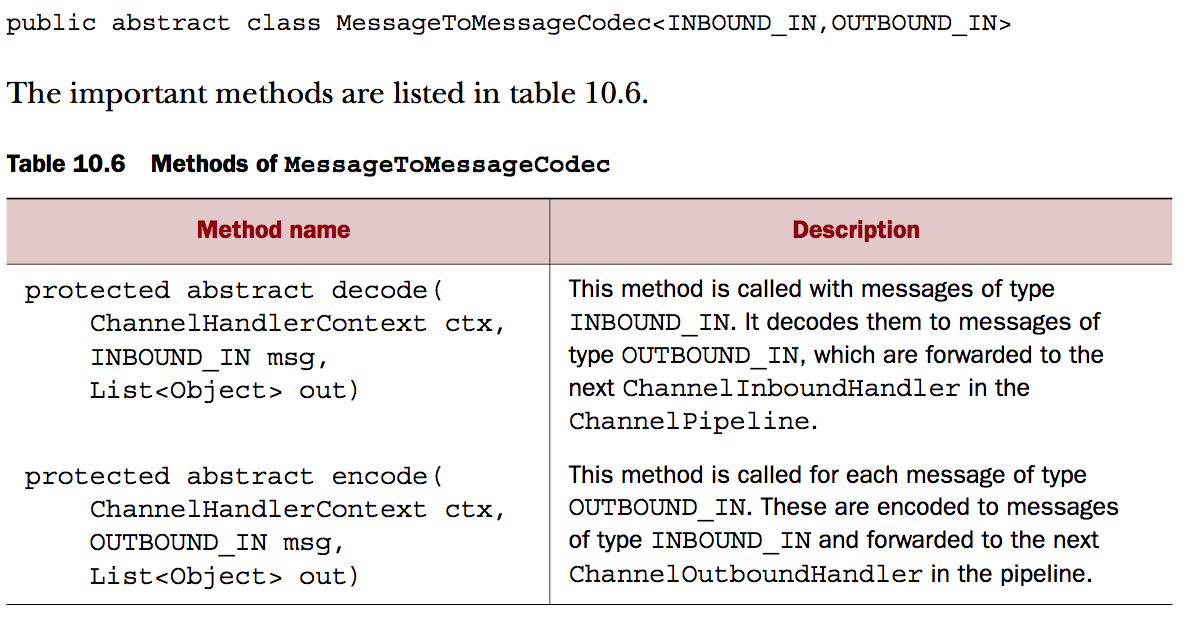 public abstract class MessageToMessageCodec<INBOUND_IN,OUTBOUND_IN>
The important methods are listed in table 10.6.
Table 10.6 Methods of MessageToMessageCodec
Method name
Description
protected abstract decode(
ChannelHandlerContext ctx,
INBOUND_IN msg,
List<Object> out)
This method is called with messages of type
INBOUND_IN. It decodes them to messages of
type OUTBOUND_IN, which are forwarded to the
next ChannelInboundHandler in the
ChannelPipeline.
protected abstract encode(
ChannelHandlerContext ctx,
OUTBOUND_IN msg,
List<Object> out)
This method is called for each message of type
OUTBOUND_IN. These are encoded to messages
of type INBOUND_IN and forwarded to the next
ChannelOutboundHandler in the pipeline.